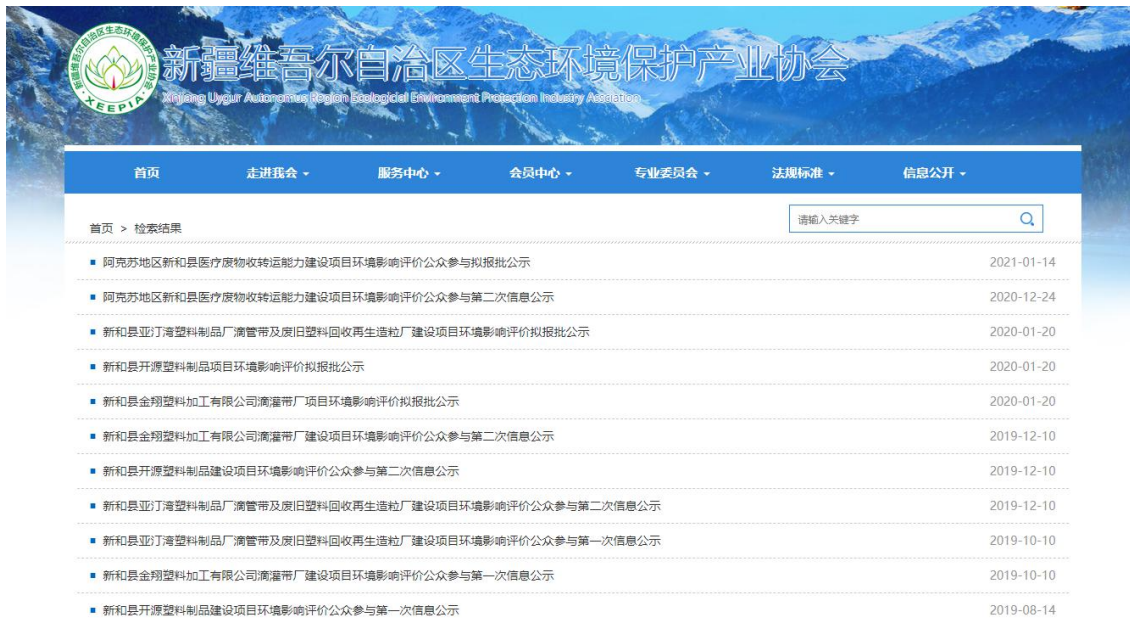 新疆维吾尔自治区生态环境保护产业协会
XEEPIA
Xinjiang Uygur Autonomus Region Ecologicial Environment Protection Industry Assciation
首页 走进我会 服务中心 会员中心 专业委员会 法规标准 信息公开
首页 > 检索结果 请输入关键字
阿克苏地区新和县医疗废物收转运能力建设项目环境影响评价公众参与拟报批公示 2021-01-14
阿克苏地区新和县医疗废物收转运能力建设项目环境影响评价公众参与第二次信息公示 2020-12-24
新和县亚汀湾塑料制品厂滴管带及废旧塑料回收再生造粒厂建设项目环境影响评价拟报批公示 2020-01-20
新和县开源塑料制品项目环境影响评价拟报批公示 2020-01-20
新和县金翔塑料加工有限公司滴灌带厂项目环境影响评价拟报批公示 2020-01-20
新和县金翔塑料加工有限公司滴灌带厂建设项目环境影响评价公众参与第二次信息公示 2019-12-10
新和县开源塑料制品建设项目环境影响评价公众参与第二次信息公示 2019-12-10
新和县亚汀湾塑料制品厂滴管带及废旧塑料回收再生造粒厂建设项目环境影响评价公众参与第二次信息公示 2019-12-10
新和县亚汀湾塑料制品厂滴管带及废旧塑料回收再生造粒厂建设项目环境影响评价公众参与第一次信息公示 2019-10-10
新和县金翔塑料加工有限公司滴灌带厂建设项目环境影响评价公众参与第一次信息公示 2019-10-10
新和县开源塑料制品建设项目环境影响评价公众参与第一次信息公示 2019-08-14